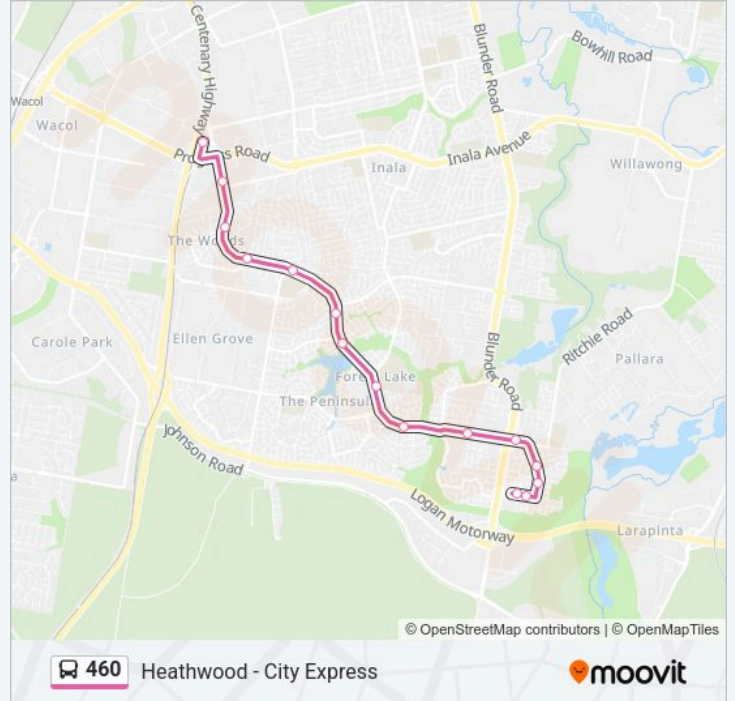 Centenary Highway
Blunder Road
Bowhill Road
Wacol
Wacol
Progress Road
Inala
Inala Avenue
Willawong
The Woods
Carole Park
Ellen Grove
Blunder Road
Ritchie Road
Pallara
Forest Lake
The Peninsula
Johnson Road
Logan Motorway
Larapinta
© OpenStreetMap contributors | © OpenMapTiles
460 Heathwood - City Express
moovit